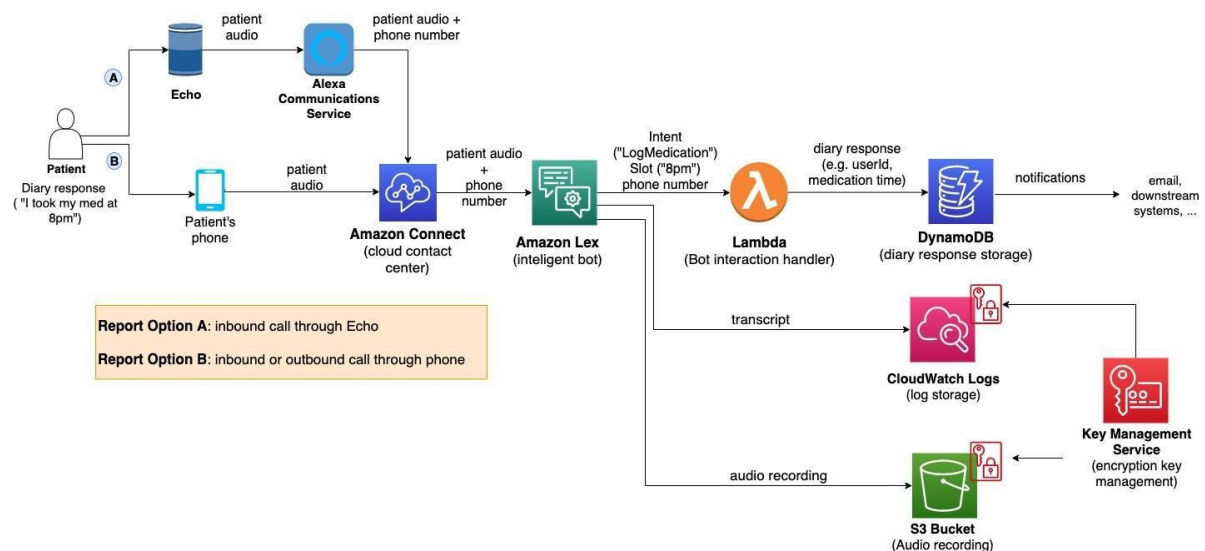 patient
audio
patient audio +
phone number
A
Echo
Alexa
Communications
Service
B
Patient
Diary response
( "I took my med at
8pm")
Patient's
phone
patient
audio
Amazon Connect
(cloud contact
center)
patient audio
+
phone
number
Amazon Lex
(inteligent bot)
Intent
("LogMedication")
Slot ("8pm")
phone number
Lambda
(Bot interaction handler)
diary response
(e.g. userId,
medication time)
DynamoDB
(diary response storage)
notifications
email,
downstream
systems, ...
Report Option A: inbound call through Echo
Report Option B: inbound or outbound call through phone
transcript
CloudWatch Logs
(log storage)
Key Management
Service
(encryption key
management)
audio recording
S3 Bucket
(Audio recording)